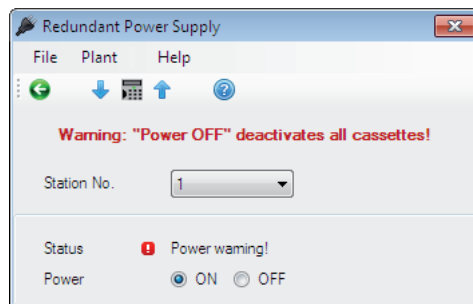 Redundant Power Supply
File Plant Help
Warning: "Power OFF" deactivates all cassettes!
Station No. 1
Status Power warning!
Power ON OFF